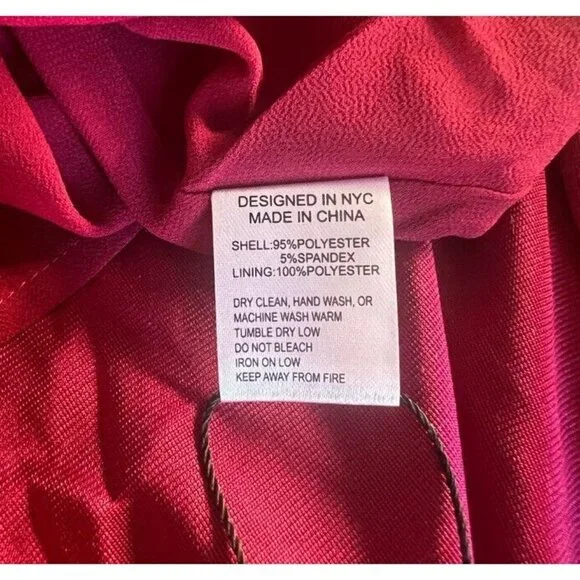 DESIGNED IN NYC
MADE IN CHINA
SHELL:95%POLYESTER
5%SPANDEX
LINING:100%POLYESTER
DRY CLEAN, HAND WASH, OR
MACHINE WASH WARM
TUMBLE DRY LOW
DO NOT BLEACH
IRON ON LOW
KEEP AWAY FROM FIRE